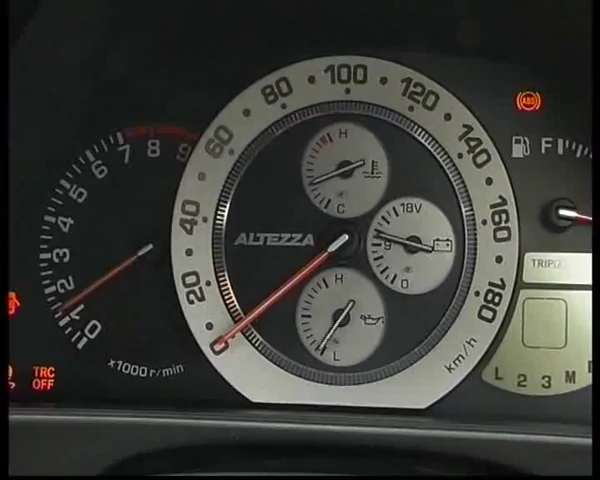 100
80
120
60
140
40
160
20
180
0
km/h
ALTEZZA
H
C
18V
9
0
H
L
9
8
7
6
5
4
3
2
1
0
x1000r/min
TRC
OFF
ABS
F
TRIP
L 2 3 M